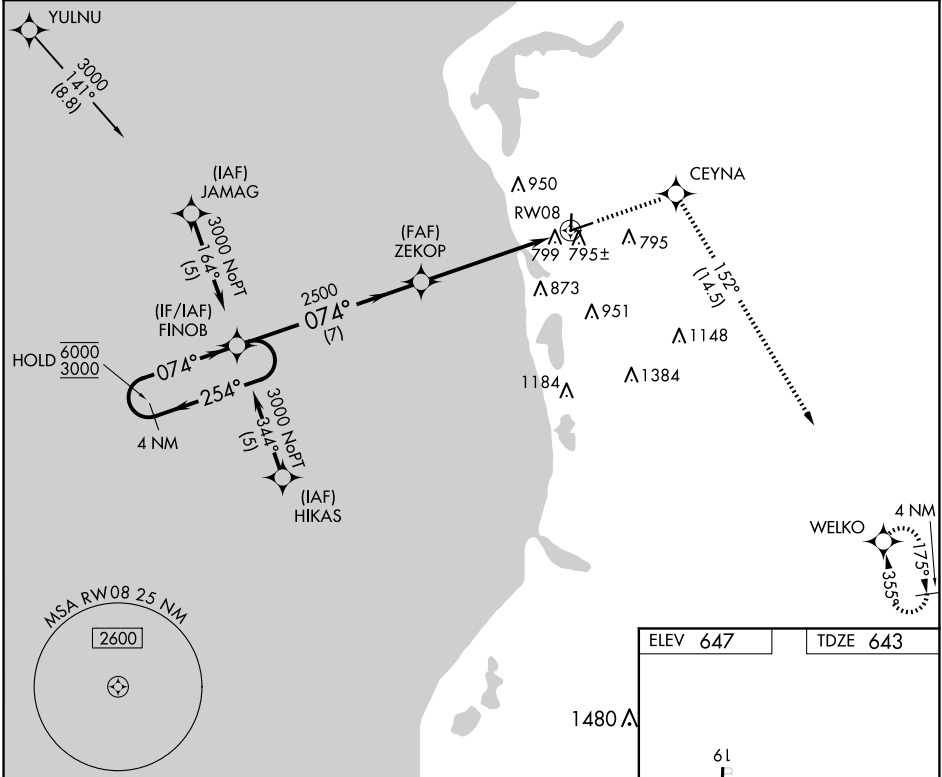 YULNU
3000
141°
(8.8)
(IAF)
JAMAG
3000 NoPT
164°
(5)
(IF/IAF)
FINOB
HOLD 6000
3000
074°
254°
4 NM
2500
074°
(7)
(FAF)
ZEKOP
3000 NoPT
344°
(5)
(IAF)
HIKAS
950
RW08
799
795±
795
CEYNA
873
951
1148
1184
1384
152°
(14.5)
WELKO
4 NM
175°
355°
MSA RW08 25 NM
2600
1480
ELEV 647
TDZE 643
19